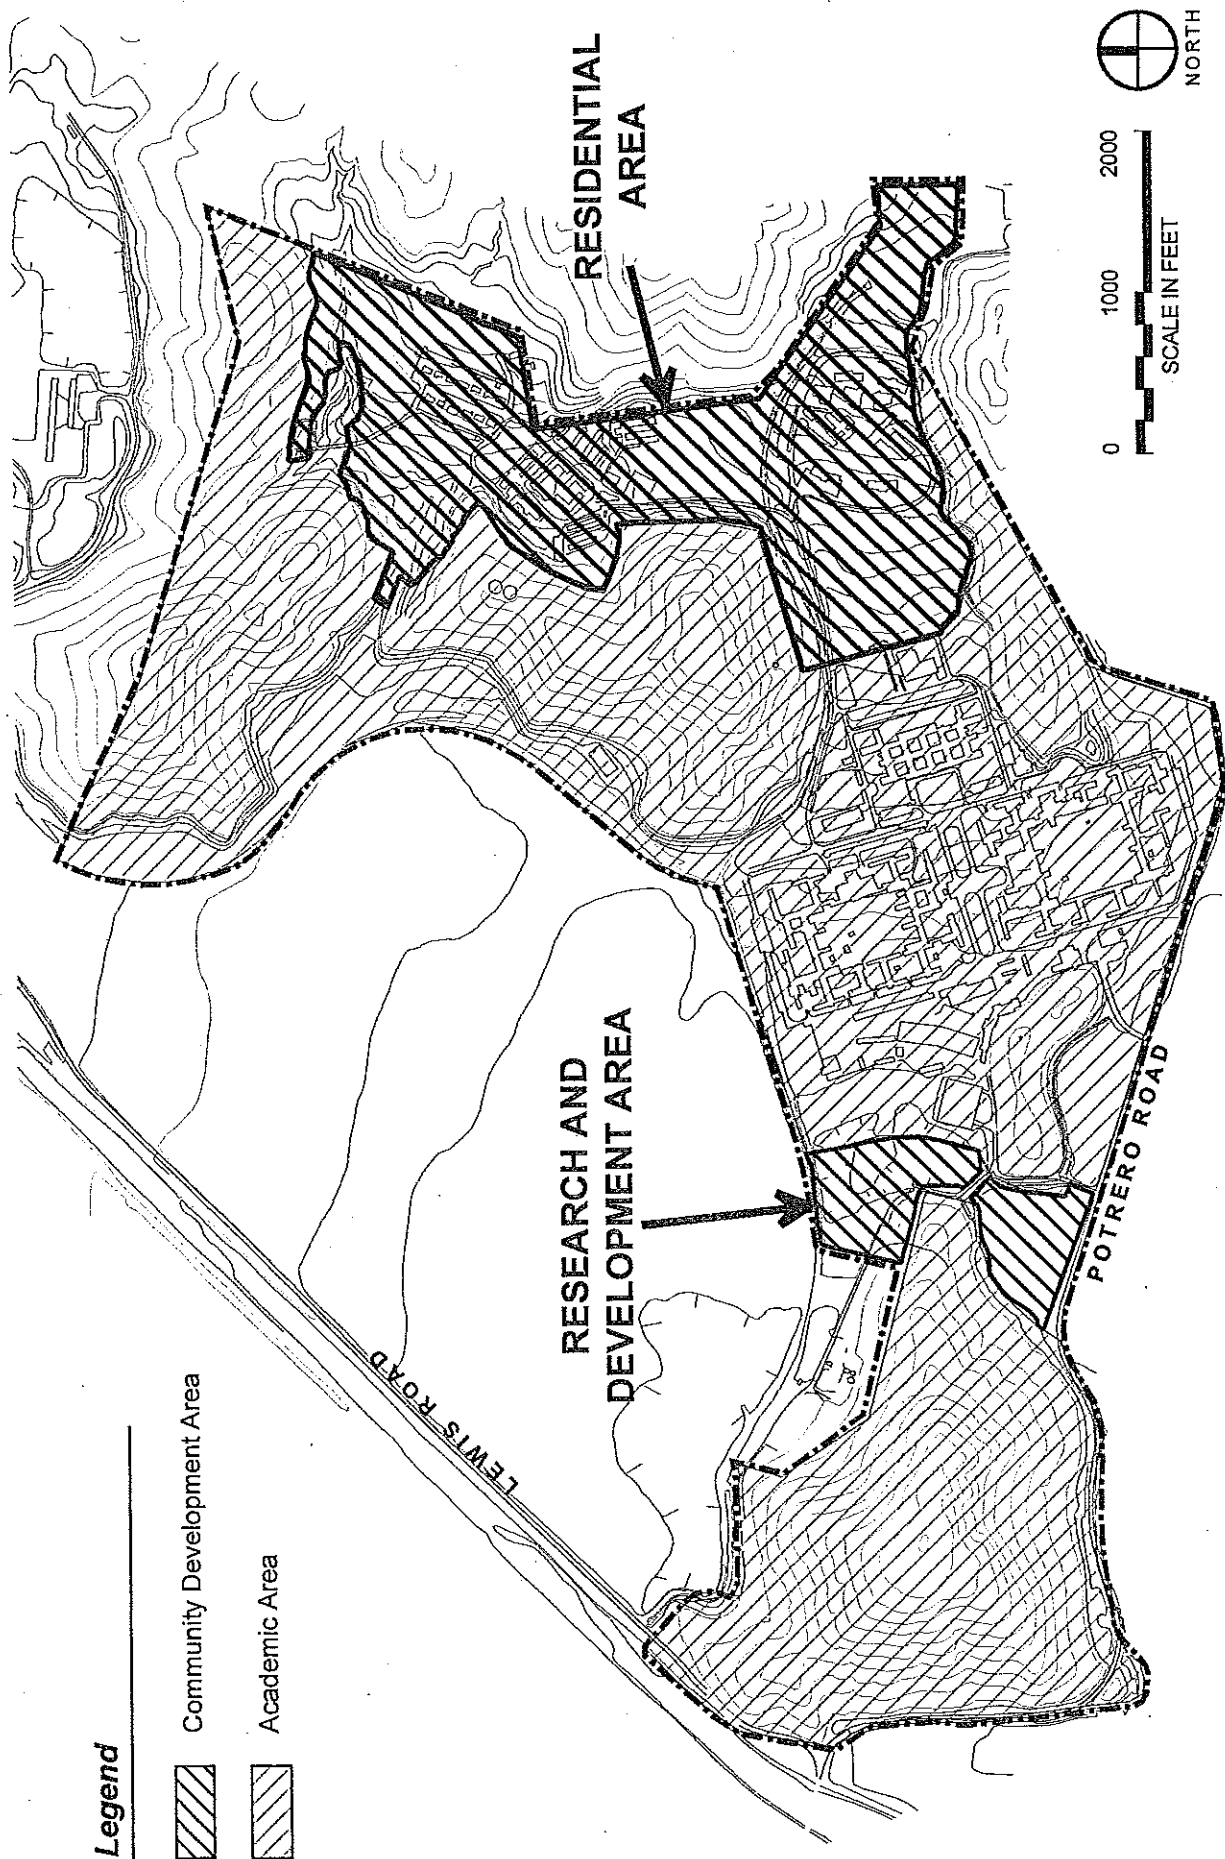 Legend
Community Development Area
Academic Area
LEWIS ROAD
RESEARCH AND
DEVELOPMENT AREA
RESIDENTIAL
AREA
POTRERO ROAD
0 1000 2000
SCALE IN FEET
NORTH